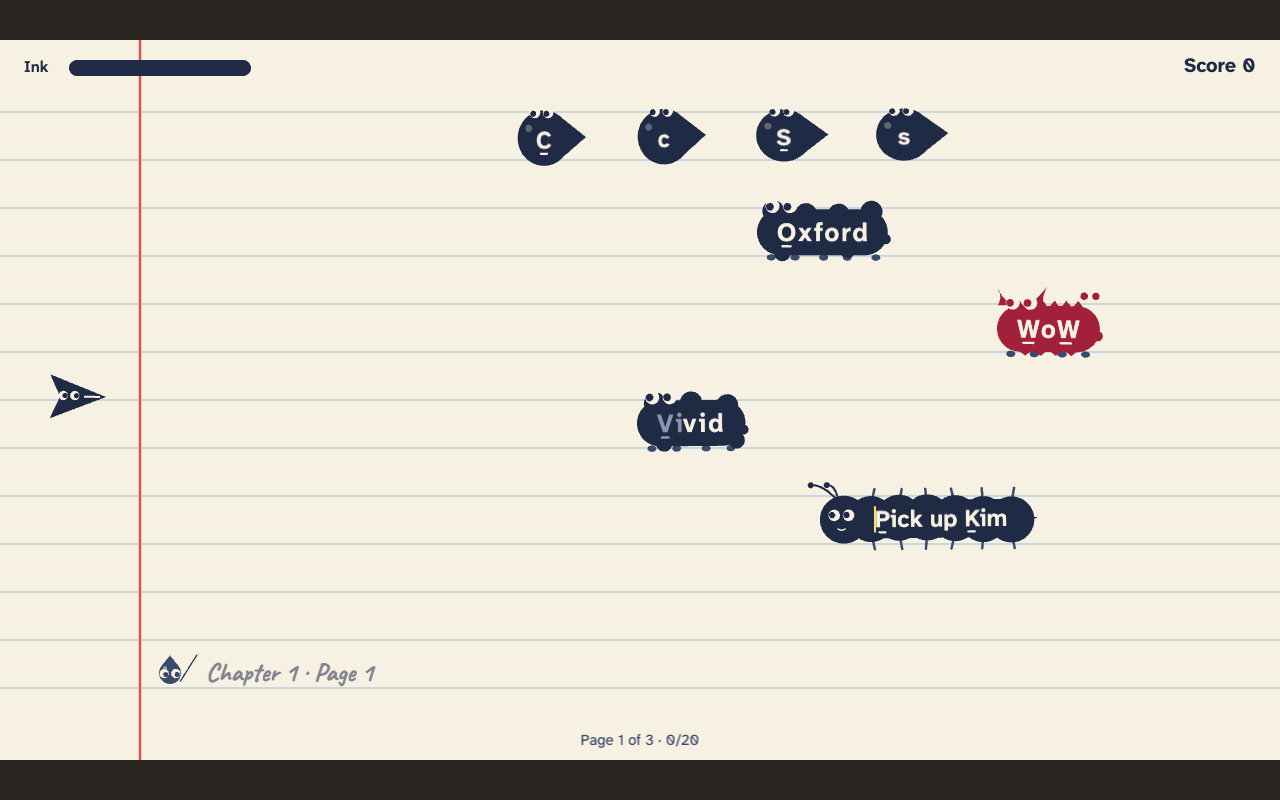 Ink
Score 0
C c S s
Oxford
WoW
Vivid
Pick up Kim
Chapter 1 · Page 1
Page 1 of 3 · 0/20